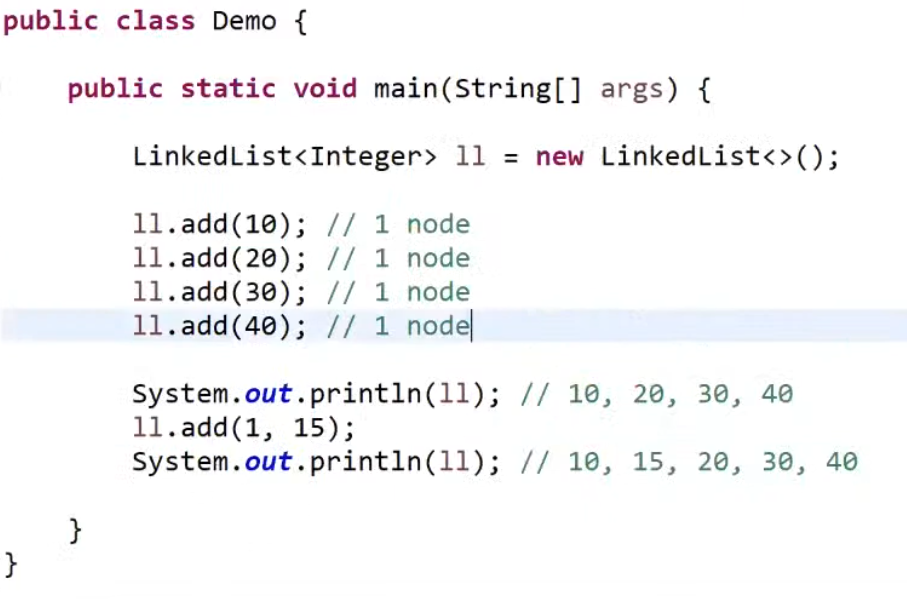 public class Demo {
public static void main(String[] args) {
LinkedList<Integer> ll = new LinkedList<>();
ll.add(10); // 1 node
ll.add(20); // 1 node
ll.add(30); // 1 node
ll.add(40); // 1 node
System.out.println(ll); // 10, 20, 30, 40
ll.add(1, 15);
System.out.println(ll); // 10, 15, 20, 30, 40
}
}